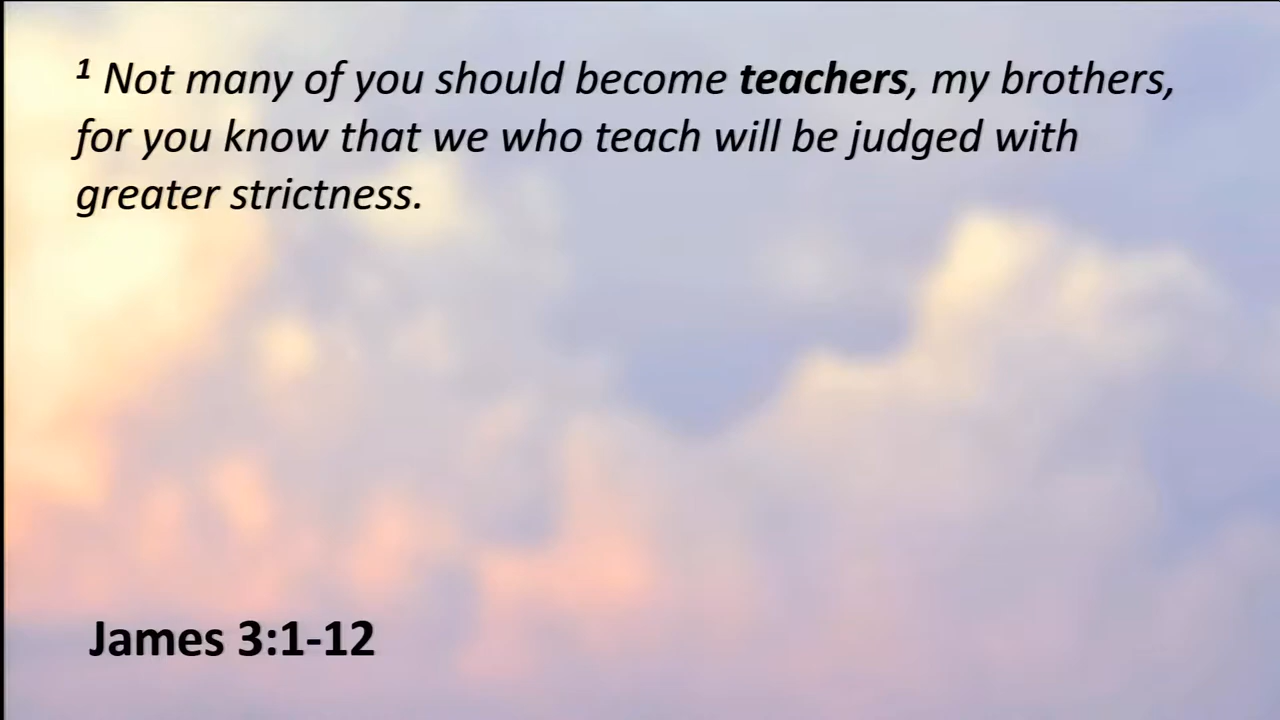 ¹ Not many of you should become teachers, my brothers,
for you know that we who teach will be judged with
greater strictness.
James 3:1-12